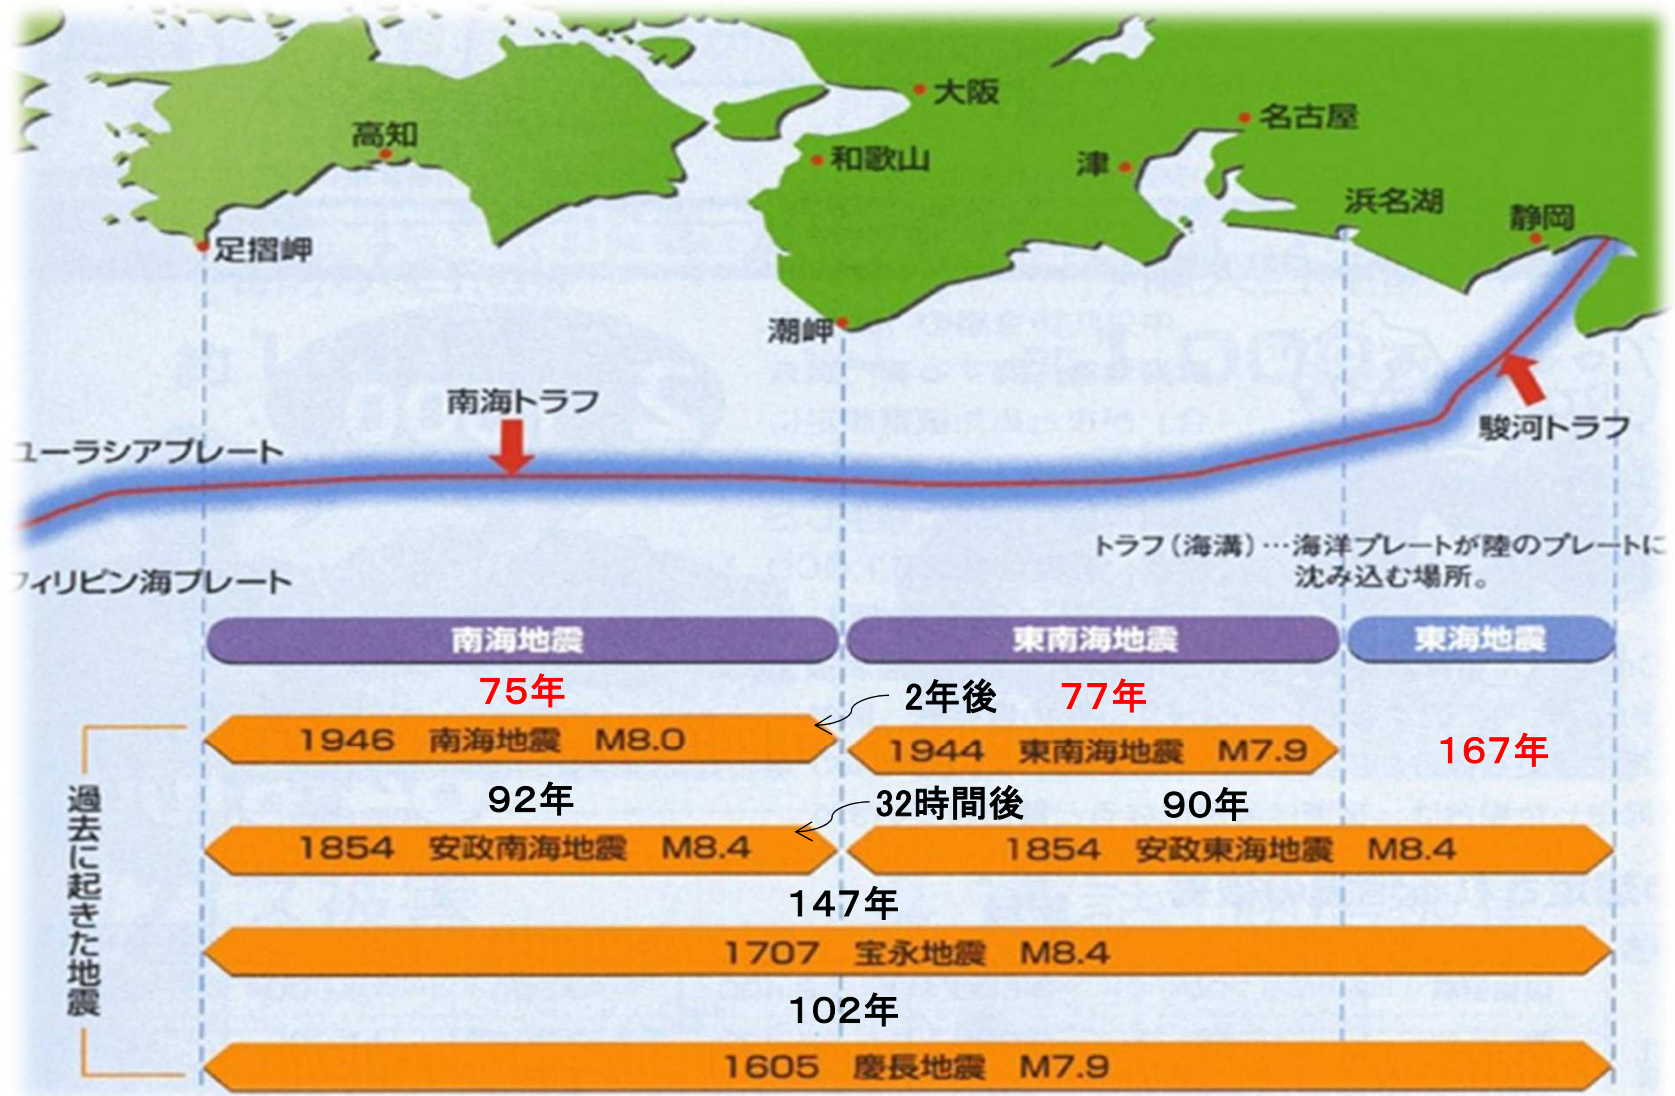 大阪
名古屋
高知
和歌山
津
浜名湖
静岡
足摺岬
潮岬
南海トラフ
駿河トラフ
ユーラシアプレート
トラフ(海溝)…海洋プレートが陸のプレートに
沈み込む場所。
フィリピン海プレート
南海地震
東南海地震
東海地震
75年
2年後
77年
1946 南海地震 M8.0
1944 東南海地震 M7.9
167年
92年
32時間後
90年
1854 安政南海地震 M8.4
1854 安政東海地震 M8.4
147年
1707 宝永地震 M8.4
102年
1605 慶長地震 M7.9
過去に起きた地震